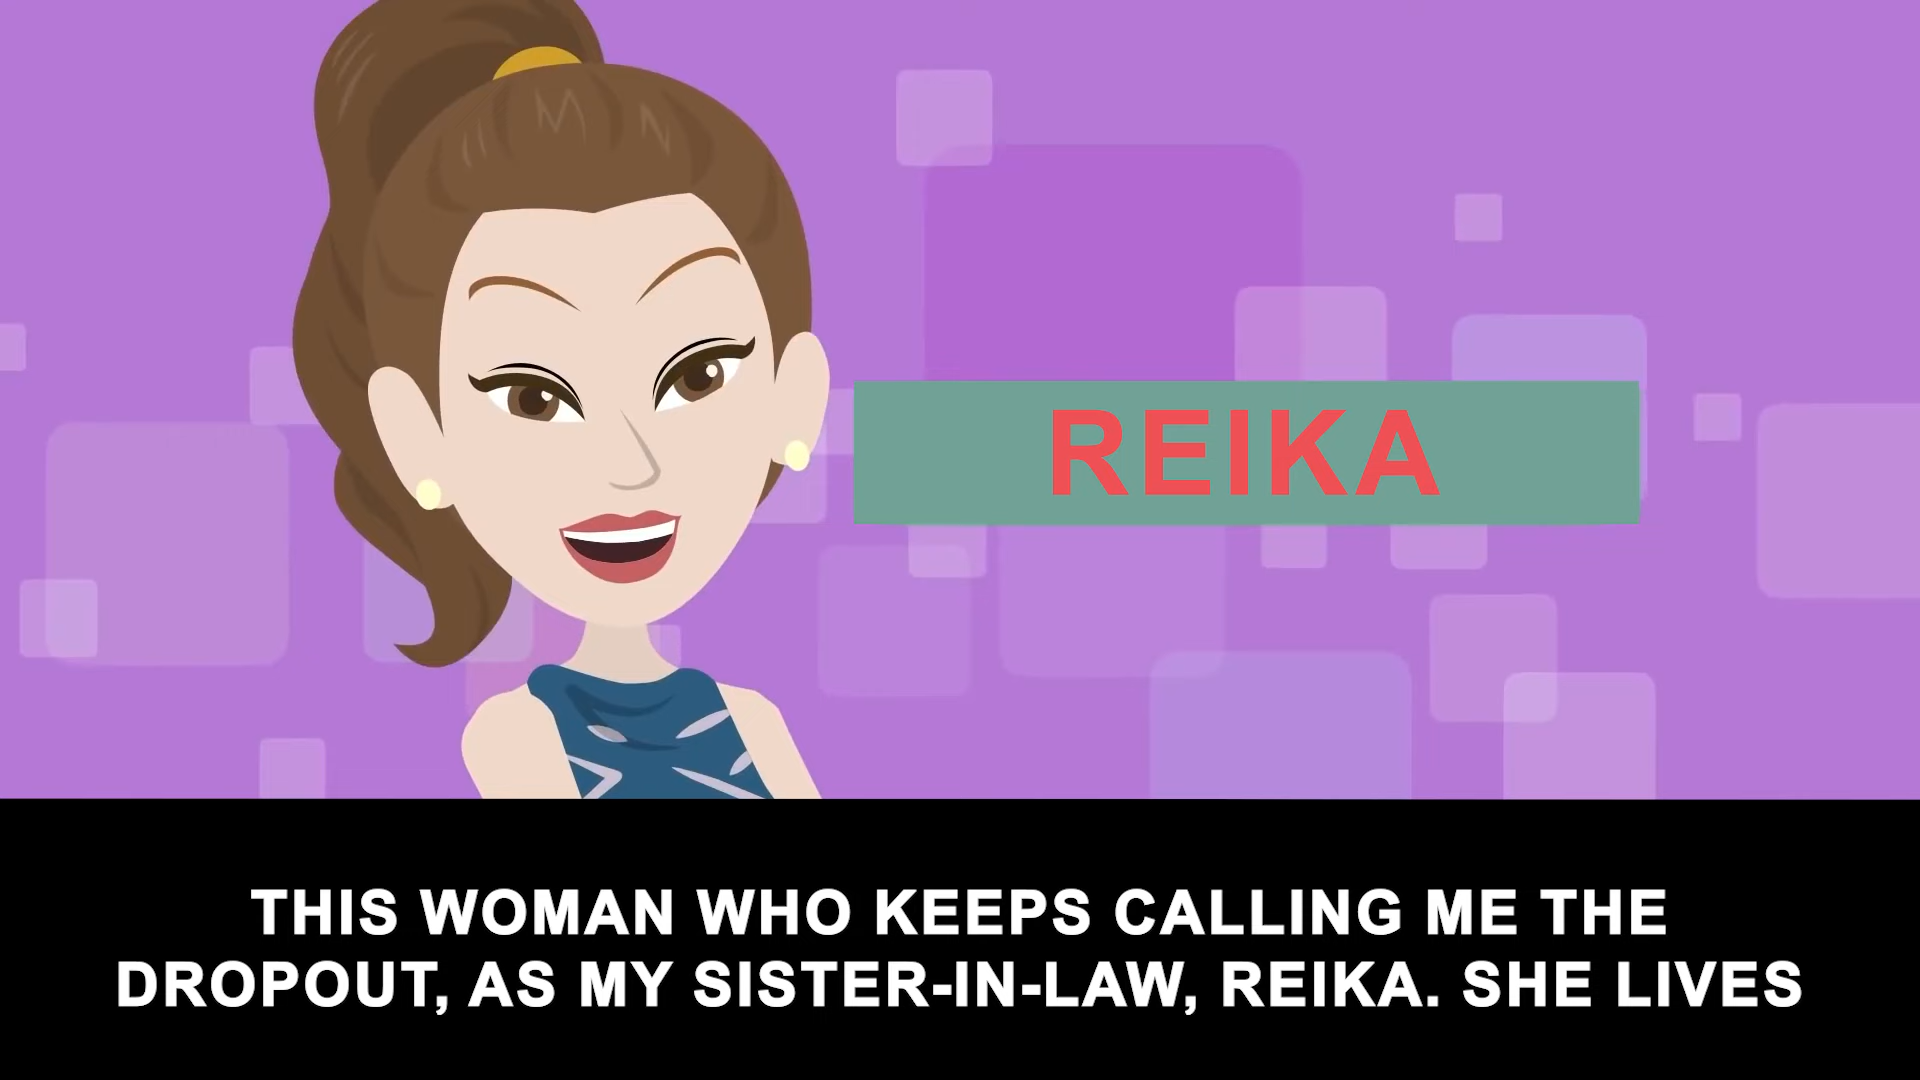 REIKA
THIS WOMAN WHO KEEPS CALLING ME THE
DROPOUT, AS MY SISTER-IN-LAW, REIKA. SHE LIVES